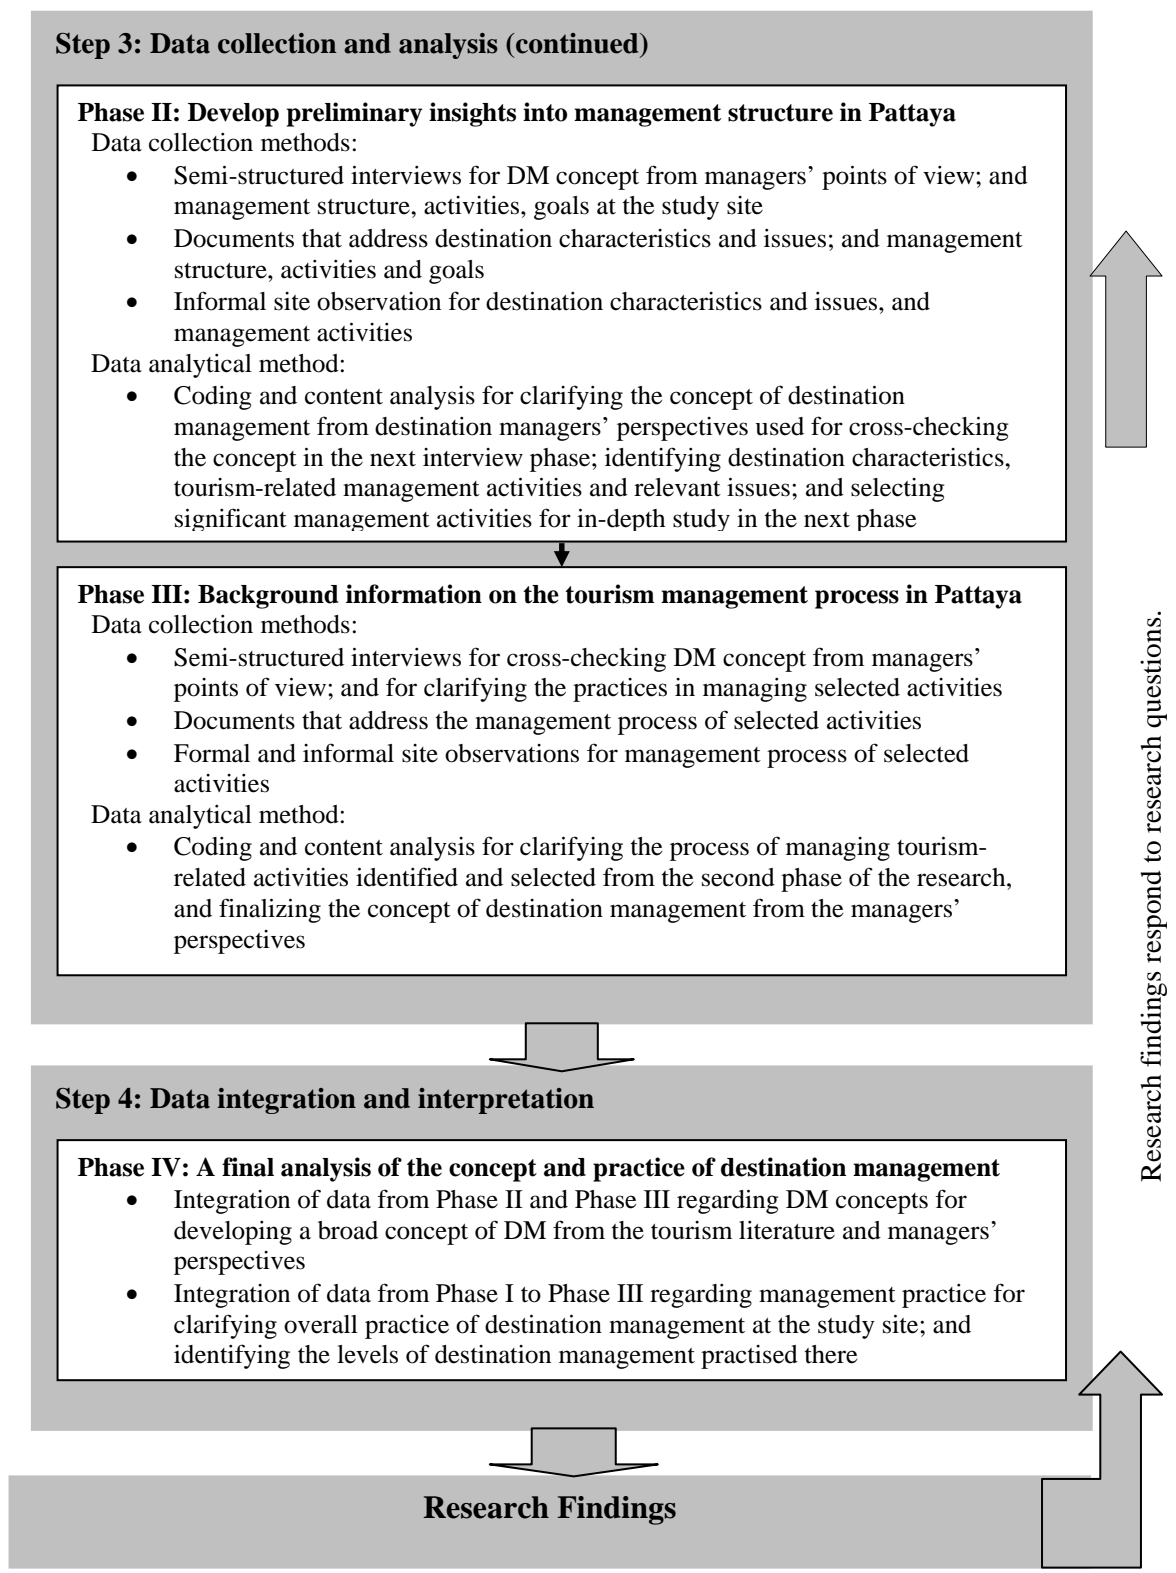 Step 3: Data collection and analysis (continued)
Phase II: Develop preliminary insights into management structure in Pattaya
Data collection methods:
• Semi-structured interviews for DM concept from managers’ points of view; and
management structure, activities, goals at the study site
• Documents that address destination characteristics and issues; and management
structure, activities and goals
• Informal site observation for destination characteristics and issues, and
management activities
Data analytical method:
• Coding and content analysis for clarifying the concept of destination
management from destination managers’ perspectives used for cross-checking
the concept in the next interview phase; identifying destination characteristics,
tourism-related management activities and relevant issues; and selecting
significant management activities for in-depth study in the next phase
Phase III: Background information on the tourism management process in Pattaya
Data collection methods:
• Semi-structured interviews for cross-checking DM concept from managers’
points of view; and for clarifying the practices in managing selected activities
• Documents that address the management process of selected activities
• Formal and informal site observations for management process of selected
activities
Data analytical method:
• Coding and content analysis for clarifying the process of managing tourism-
related activities identified and selected from the second phase of the research,
and finalizing the concept of destination management from the managers’
perspectives
Step 4: Data integration and interpretation
Phase IV: A final analysis of the concept and practice of destination management
• Integration of data from Phase II and Phase III regarding DM concepts for
developing a broad concept of DM from the tourism literature and managers’
perspectives
• Integration of data from Phase I to Phase III regarding management practice for
clarifying overall practice of destination management at the study site; and
identifying the levels of destination management practised there
Research Findings
Research findings respond to research questions.